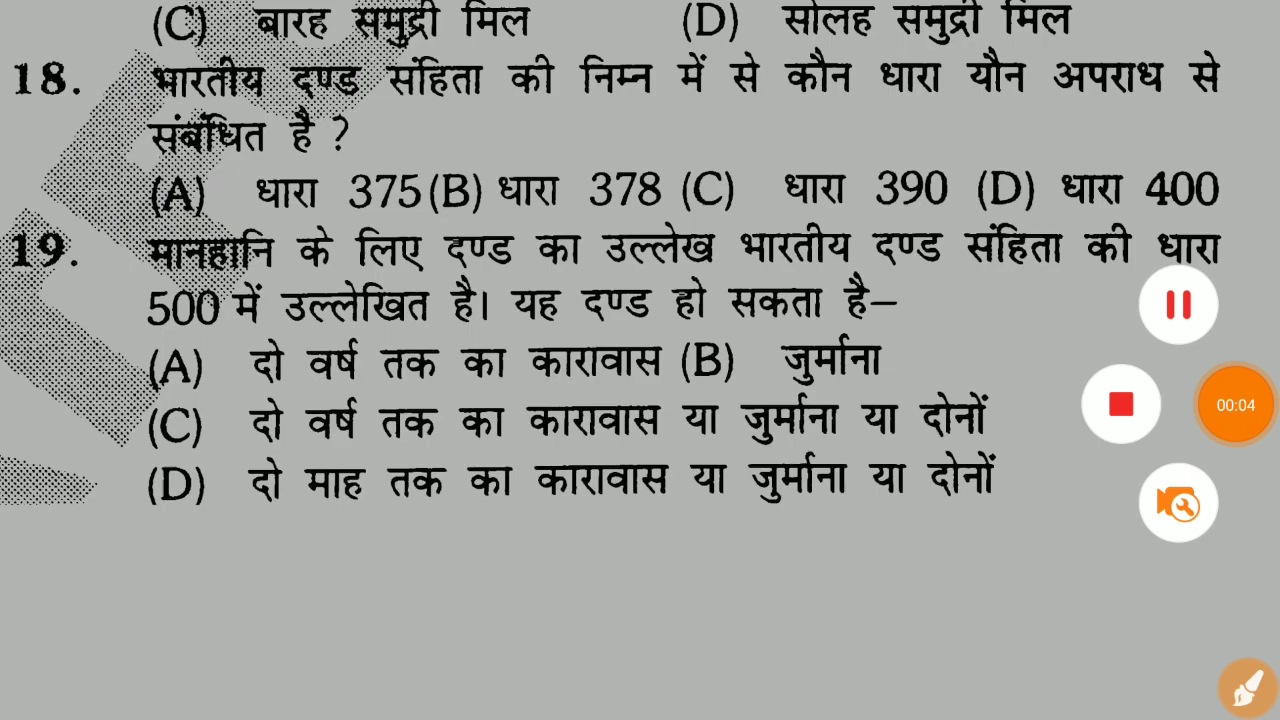 (C) बारह समुद्री मिल (D) सोलह समुद्री मिल
18. भारतीय दण्ड संहिता की निम्न में से कौन धारा यौन अपराध से
संबंधित है ?
(A) धारा 375 (B) धारा 378 (C) धारा 390 (D) धारा 400
19. मानहानि के लिए दण्ड का उल्लेख भारतीय दण्ड संहिता की धारा
500 में उल्लेखित है। यह दण्ड हो सकता है–
(A) दो वर्ष तक का कारावास (B) जुर्माना
(C) दो वर्ष तक का कारावास या जुर्माना या दोनों
00:04
(D) दो माह तक का कारावास या जुर्माना या दोनों